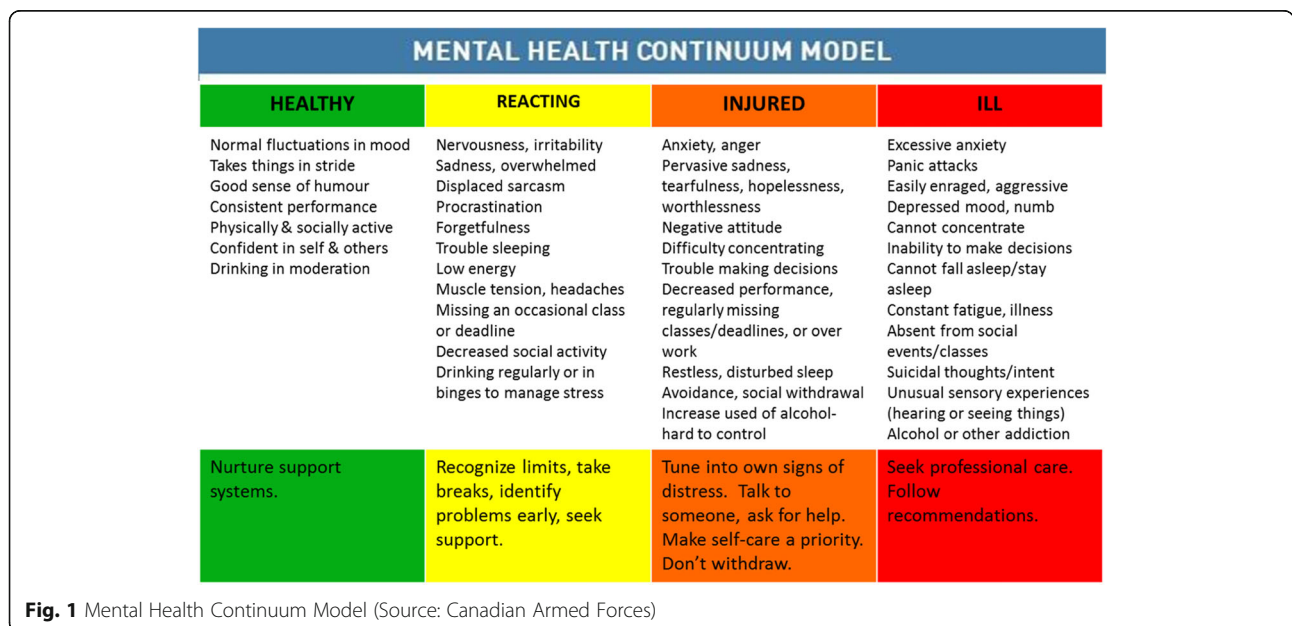 MENTAL HEALTH CONTINUUM MODEL
HEALTHY
Normal fluctuations in mood
Takes things in stride
Good sense of humour
Consistent performance
Physically & socially active
Confident in self & others
Drinking in moderation
Nurture support
systems.
REACTING
Nervousness, irritability
Sadness, overwhelmed
Displaced sarcasm
Procrastination
Forgetfulness
Trouble sleeping
Low energy
Muscle tension, headaches
Missing an occasional class
or deadline
Decreased social activity
Drinking regularly or in
binges to manage stress
Recognize limits, take
breaks, identify
problems early, seek
support.
INJURED
Anxiety, anger
Pervasive sadness,
tearfulness, hopelessness,
worthlessness
Negative attitude
Difficulty concentrating
Trouble making decisions
Decreased performance,
regularly missing
classes/deadlines, or over
work
Restless, disturbed sleep
Avoidance, social withdrawal
Increase used of alcohol-
hard to control
Tune into own signs of
distress. Talk to
someone, ask for help.
Make self-care a priority.
Don't withdraw.
ILL
Excessive anxiety
Panic attacks
Easily enraged, aggressive
Depressed mood, numb
Cannot concentrate
Inability to make decisions
Cannot fall asleep/stay
asleep
Constant fatigue, illness
Absent from social
events/classes
Suicidal thoughts/intent
Unusual sensory experiences
(hearing or seeing things)
Alcohol or other addiction
Seek professional care.
Follow
recommendations.
Fig. 1 Mental Health Continuum Model (Source: Canadian Armed Forces)